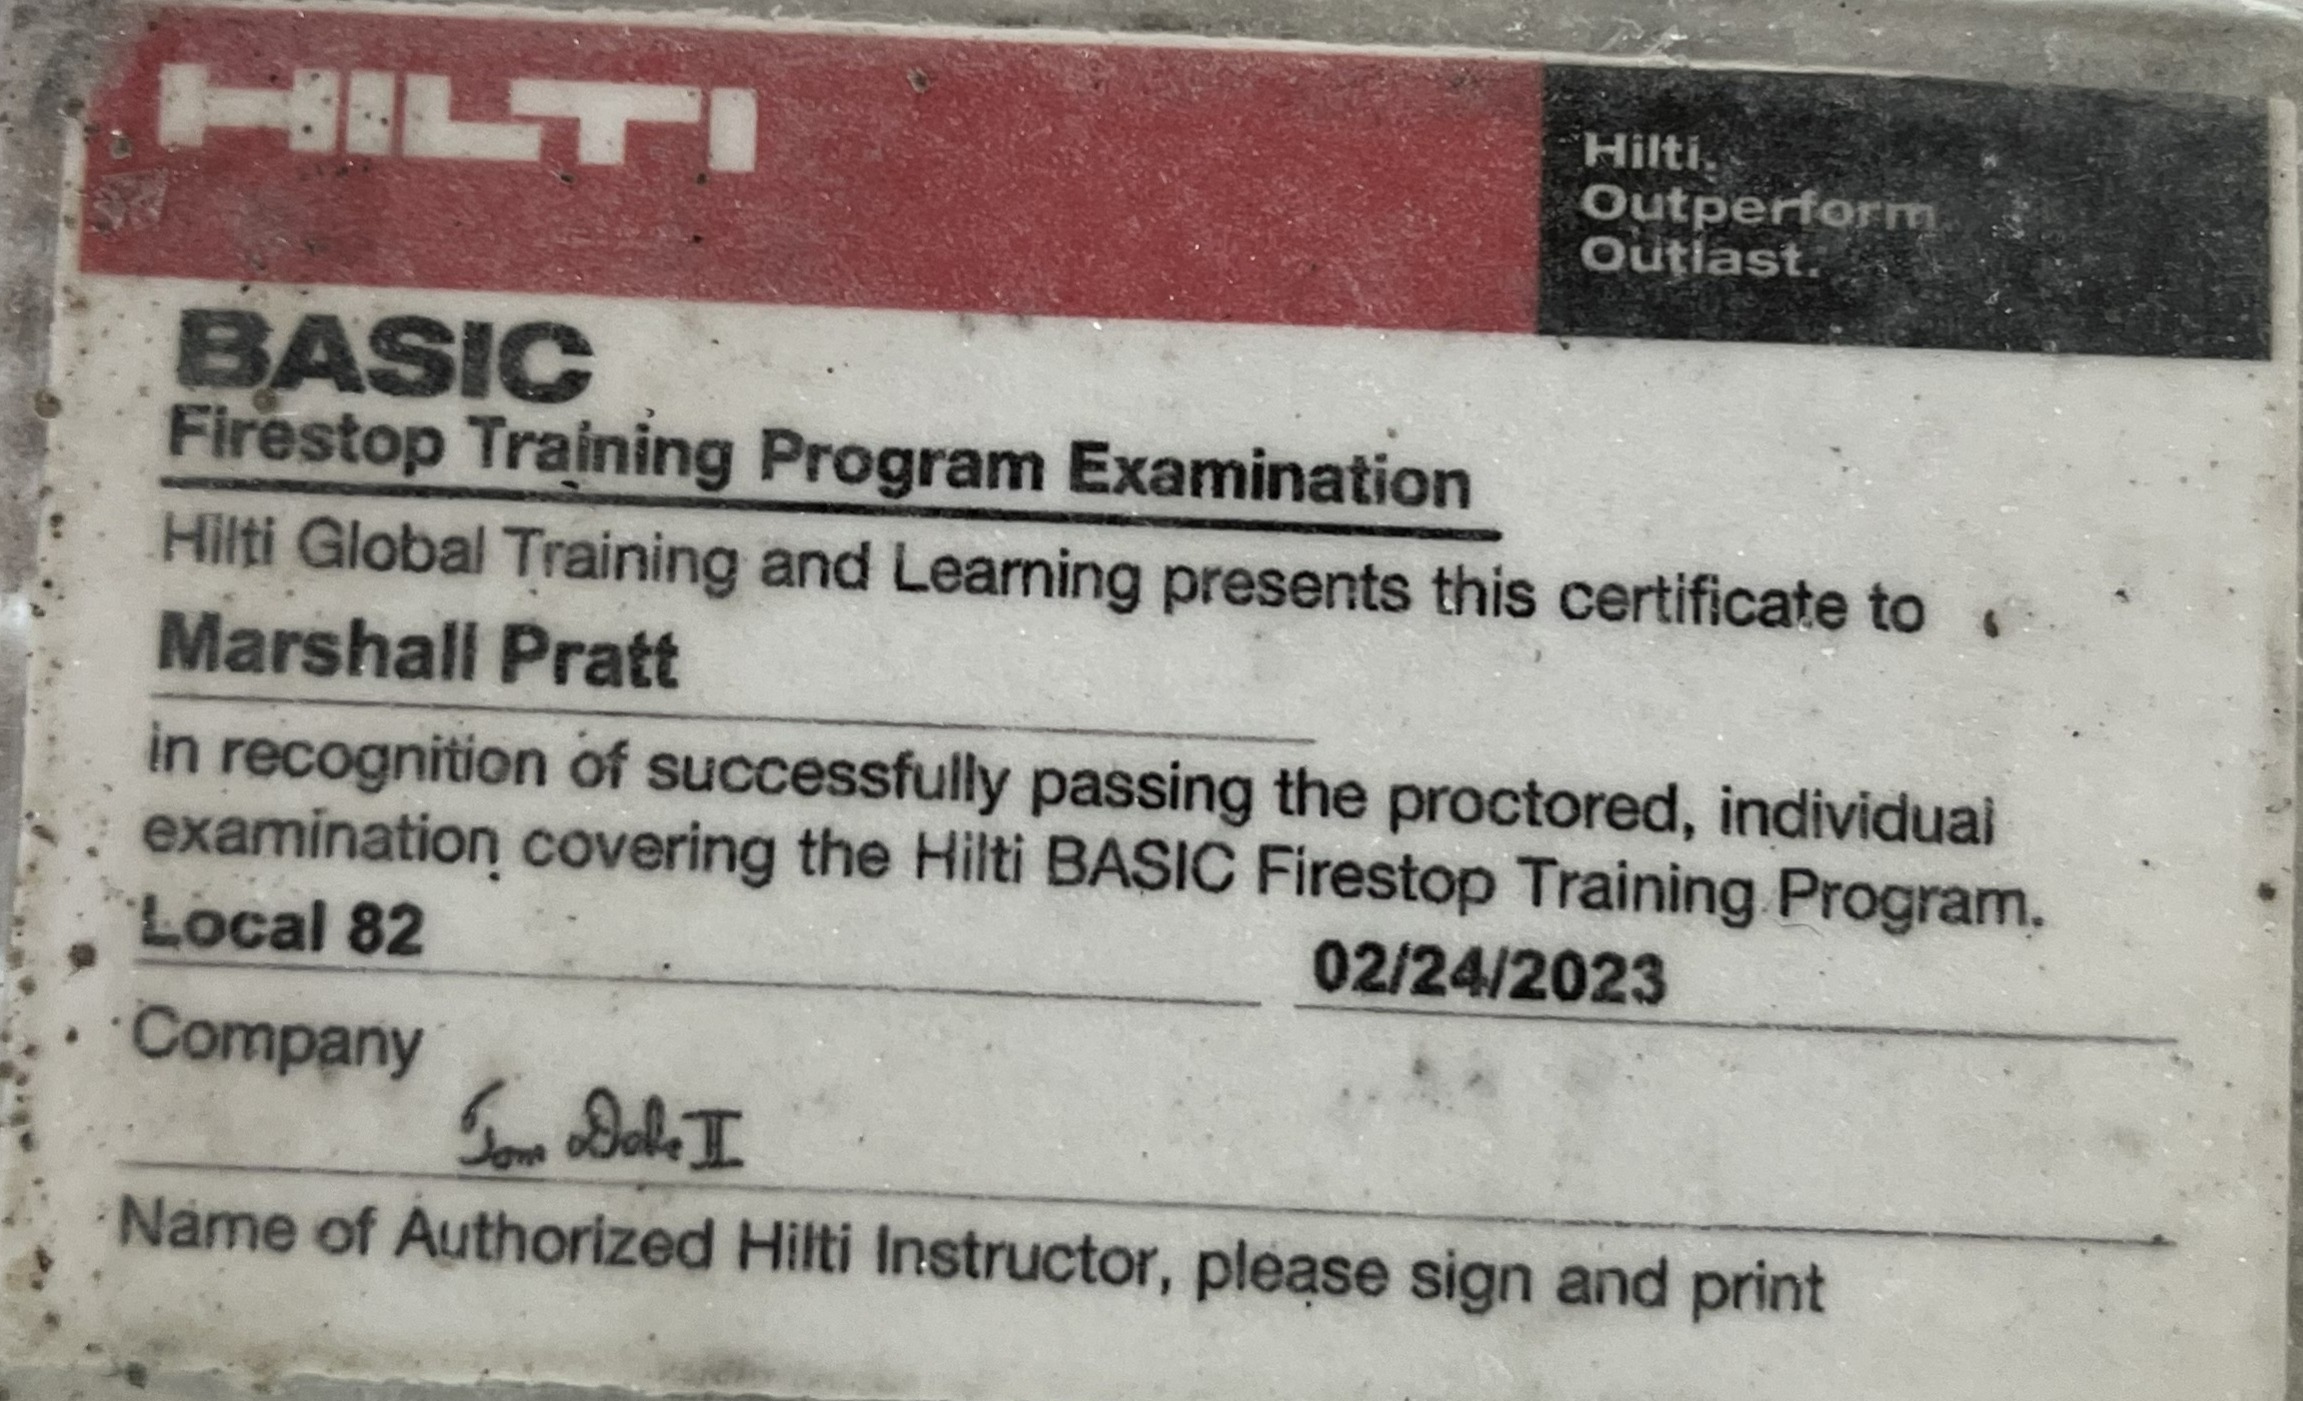 HILTI
Hilti.
Outperform.
Outlast.
BASIC
Firestop Training Program Examination
Hilti Global Training and Learning presents this certificate to
Marshall Pratt
in recognition of successfully passing the proctored, individual
examination covering the Hilti BASIC Firestop Training Program.
Local 82
02/24/2023
Company
Tom II
Name of Authorized Hilti Instructor, please sign and print